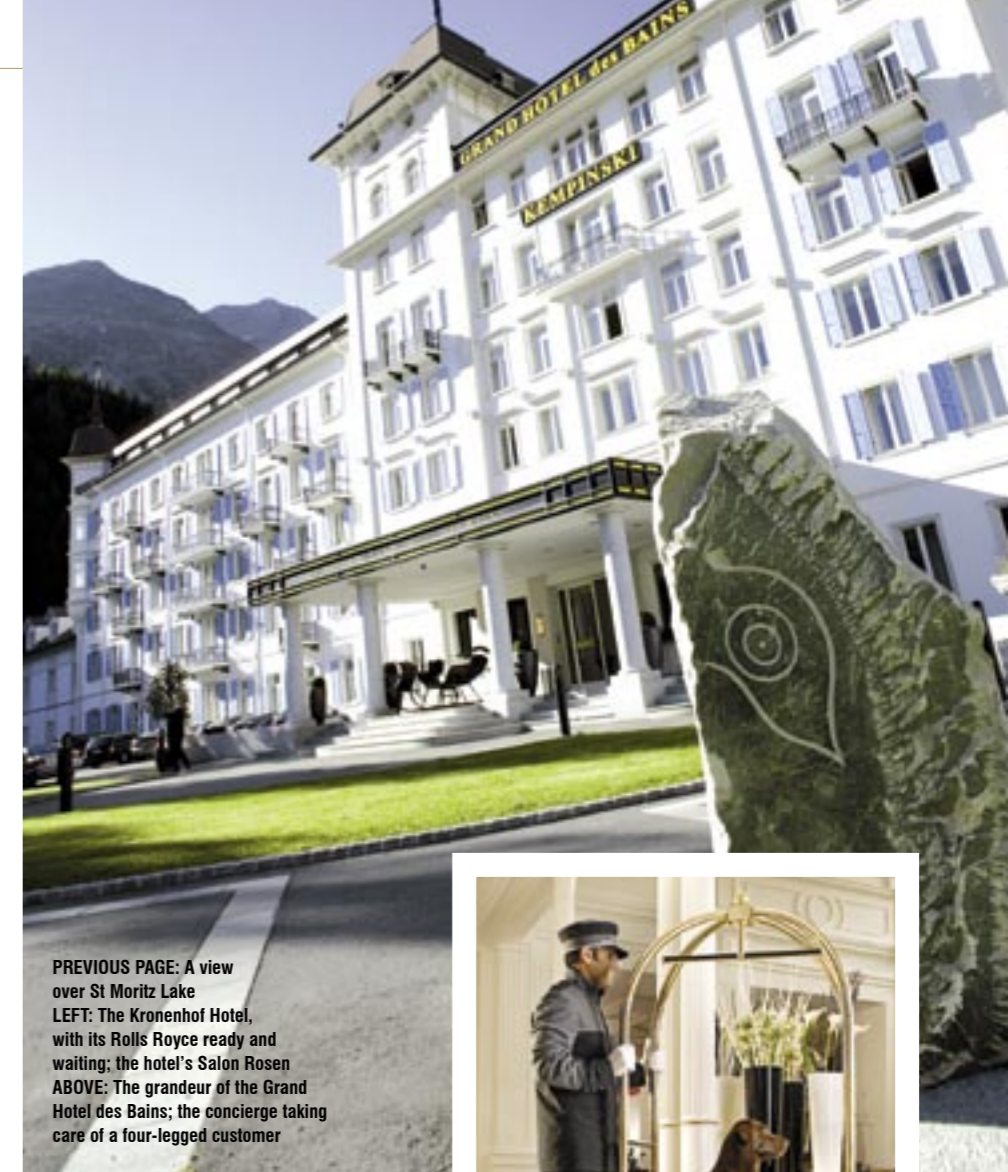 GRAND HOTEL des BAINS
KEMPINSKI
PREVIOUS PAGE: A view
over St Moritz Lake
LEFT: The Kronenhof Hotel,
with its Rolls Royce ready and
waiting; the hotel's Salon Rosen
ABOVE: The grandeur of the Grand
Hotel des Bains; the concierge taking
care of a four-legged customer